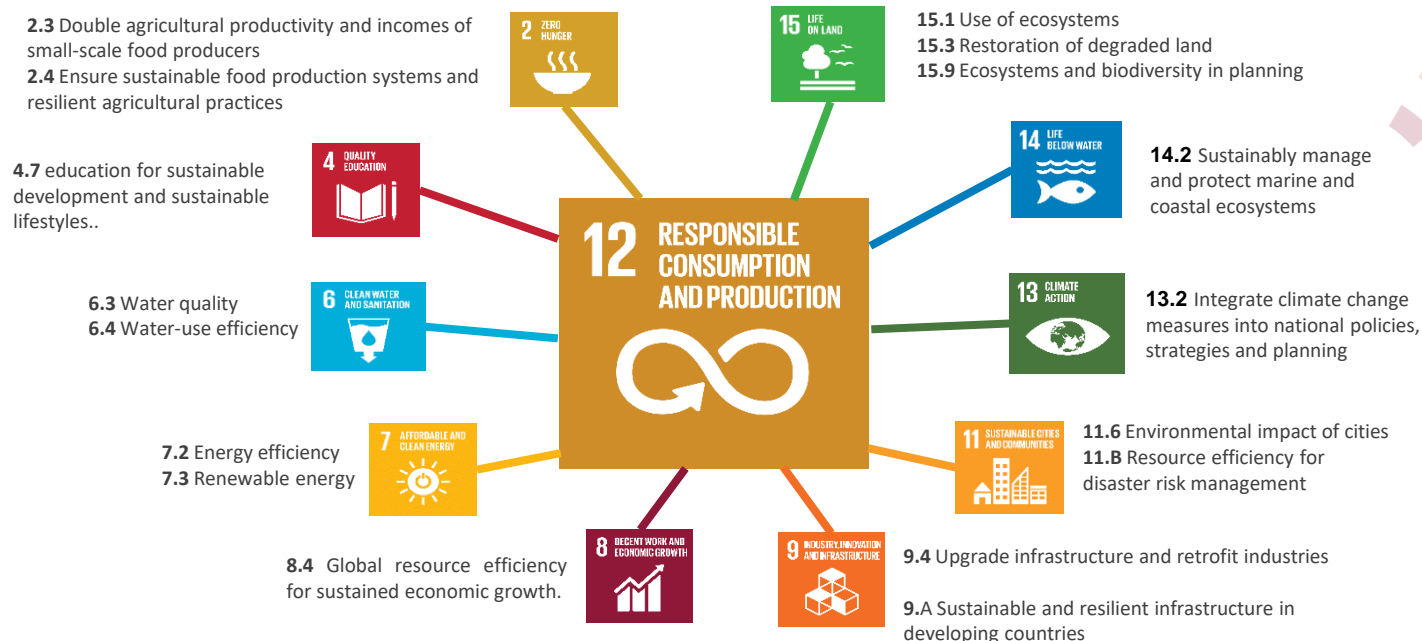 2.3 Double agricultural productivity and incomes of
small-scale food producers
2.4 Ensure sustainable food production systems and
resilient agricultural practices
2 ZERO
HUNGER
15 LIFE
ON LAND
15.1 Use of ecosystems
15.3 Restoration of degraded land
15.9 Ecosystems and biodiversity in planning
4.7 education for sustainable
development and sustainable
lifestyles..
4 QUALITY
EDUCATION
14 LIFE
BELOW WATER
14.2 Sustainably manage
and protect marine and
coastal ecosystems
12 RESPONSIBLE
CONSUMPTION
AND PRODUCTION
6.3 Water quality
6.4 Water-use efficiency
6 CLEAN WATER
AND SANITATION
13 CLIMATE
ACTION
13.2 Integrate climate change
measures into national policies,
strategies and planning
7.2 Energy efficiency
7.3 Renewable energy
7 AFFORDABLE AND
CLEAN ENERGY
11 SUSTAINABLE CITIES
AND COMMUNITIES
11.6 Environmental impact of cities
11.B Resource efficiency for
disaster risk management
8.4 Global resource efficiency
for sustained economic growth.
8 DECENT WORK AND
ECONOMIC GROWTH
9 INDUSTRY, INNOVATION
AND INFRASTRUCTURE
9.4 Upgrade infrastructure and retrofit industries
9.A Sustainable and resilient infrastructure in
developing countries